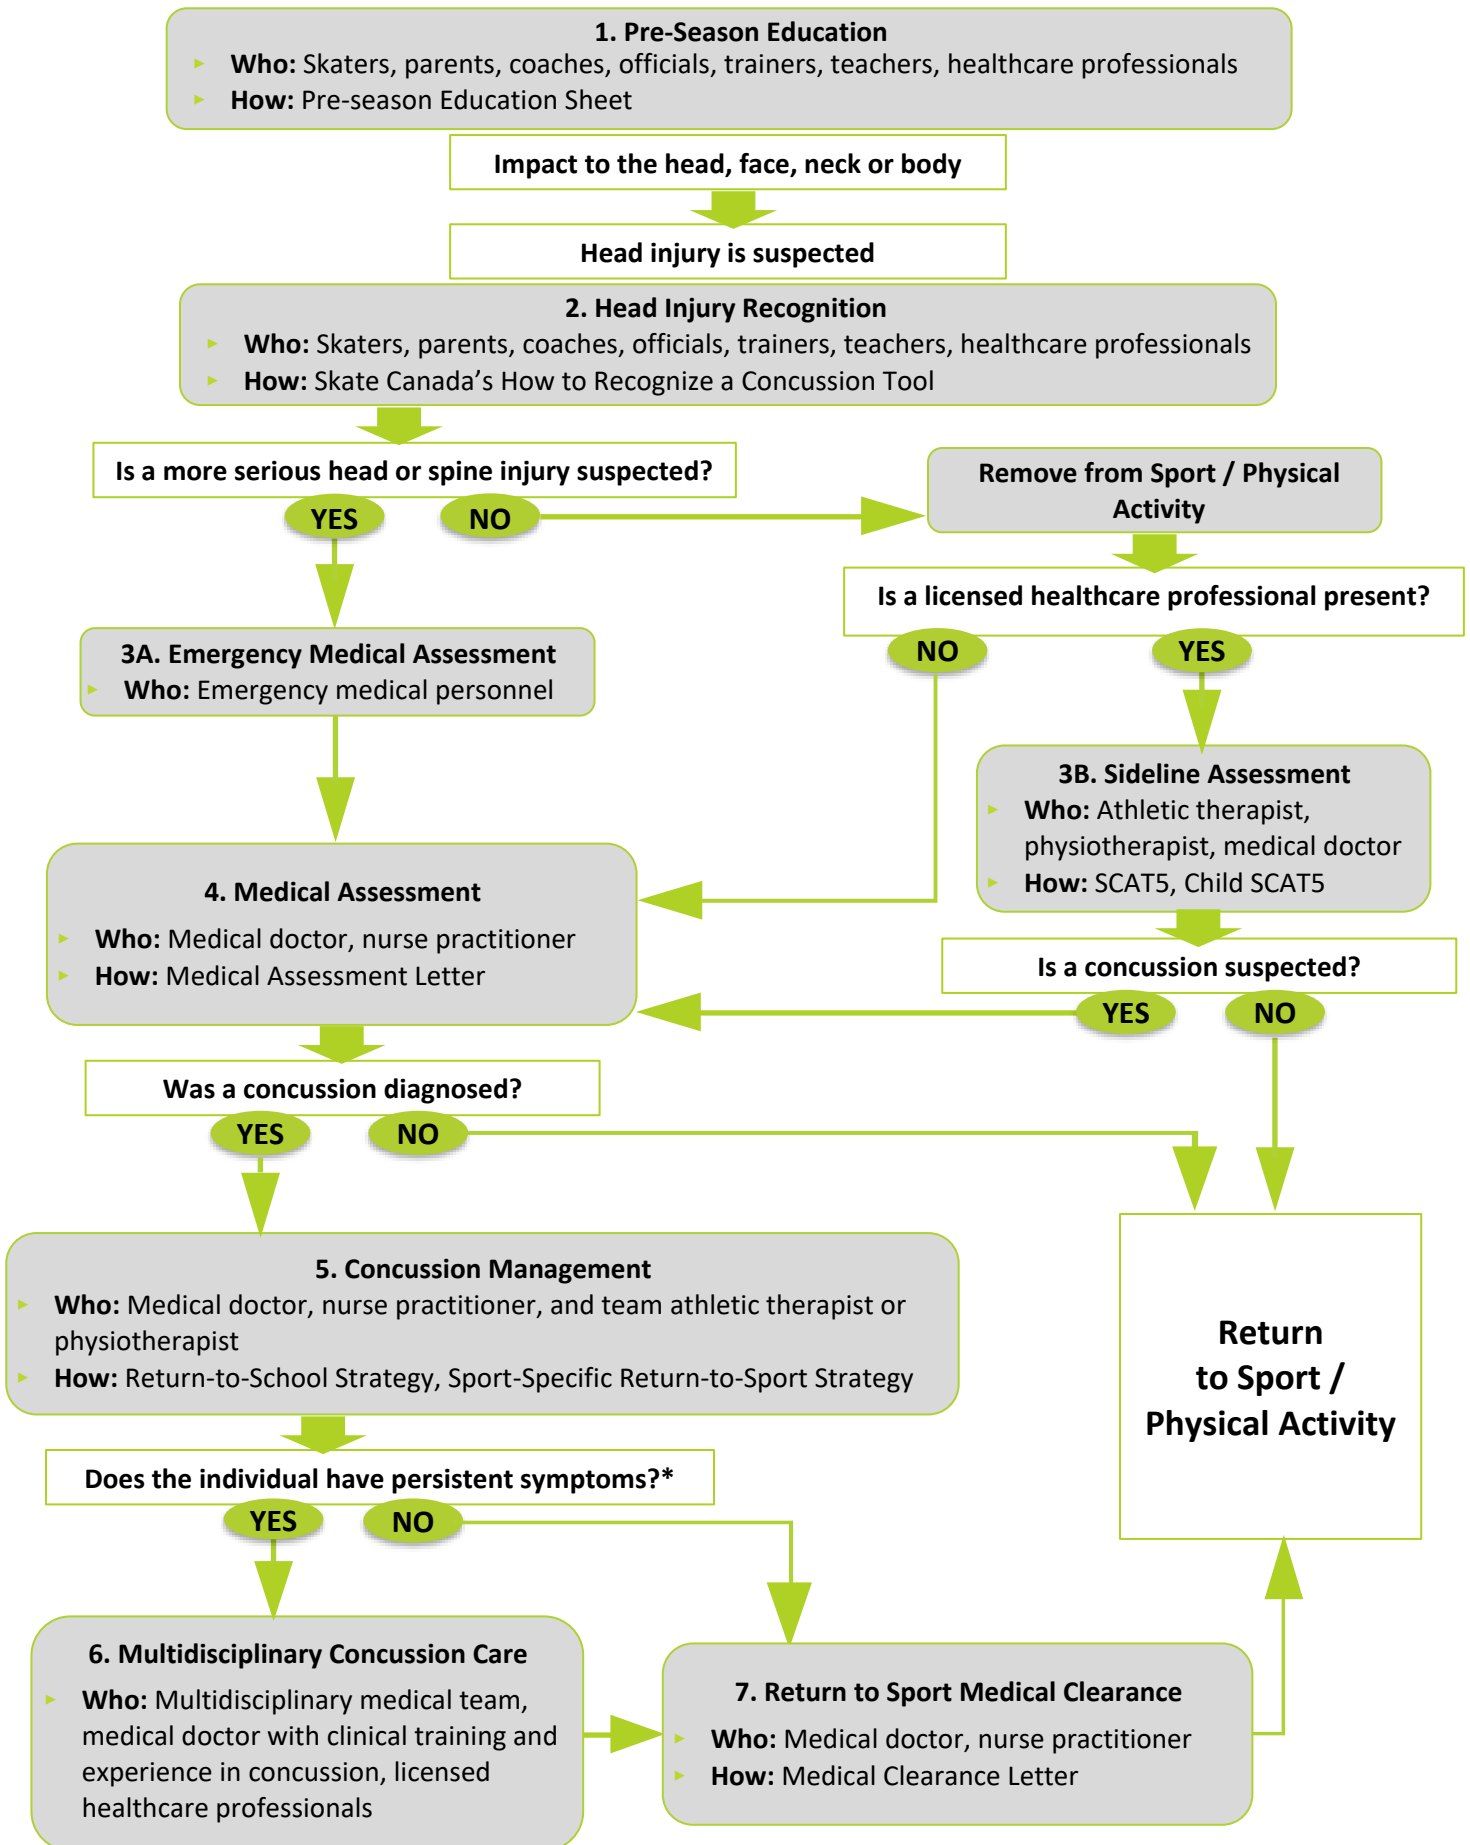 1. Pre-Season Education
▸ Who: Skaters, parents, coaches, officials, trainers, teachers, healthcare professionals
▸ How: Pre-season Education Sheet
Impact to the head, face, neck or body
Head injury is suspected
2. Head Injury Recognition
▸ Who: Skaters, parents, coaches, officials, trainers, teachers, healthcare professionals
▸ How: Skate Canada’s How to Recognize a Concussion Tool
Is a more serious head or spine injury suspected?
YES
NO
Remove from Sport / Physical
Activity
Is a licensed healthcare professional present?
NO
YES
3A. Emergency Medical Assessment
▸ Who: Emergency medical personnel
3B. Sideline Assessment
▸ Who: Athletic therapist,
physiotherapist, medical doctor
▸ How: SCAT5, Child SCAT5
4. Medical Assessment
▸ Who: Medical doctor, nurse practitioner
▸ How: Medical Assessment Letter
Is a concussion suspected?
YES
NO
Was a concussion diagnosed?
YES
NO
5. Concussion Management
▸ Who: Medical doctor, nurse practitioner, and team athletic therapist or
physiotherapist
▸ How: Return-to-School Strategy, Sport-Specific Return-to-Sport Strategy
Return
to Sport /
Physical Activity
Does the individual have persistent symptoms?*
YES
NO
6. Multidisciplinary Concussion Care
▸ Who: Multidisciplinary medical team,
medical doctor with clinical training and
experience in concussion, licensed
healthcare professionals
7. Return to Sport Medical Clearance
▸ Who: Medical doctor, nurse practitioner
▸ How: Medical Clearance Letter